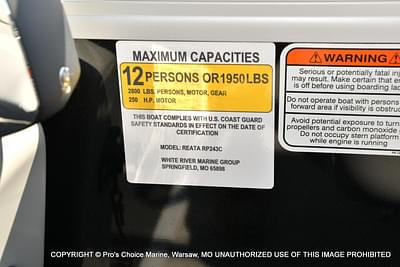 MAXIMUM CAPACITIES
12 PERSONS OR 1950 LBS
2800 LBS, PERSONS, MOTOR, GEAR
250 H.P. MOTOR
THIS BOAT COMPLIES WITH U.S. COAST GUARD
SAFETY STANDARDS IN EFFECT ON THE DATE OF
CERTIFICATION
MODEL: REATA RP243C
WHITE RIVER MARINE GROUP
SPRINGFIELD, MO 65898
WARNING
Serious or potentially fatal inj
may result. Make certain that e
is off before using boarding lad
Do not operate boat with persons
forward area if visibility is obstruc
Avoid potential exposure to turnin
propellers and carbon monoxide
Do not occupy stern platform
while engine is running
COPYRIGHT © Pro's Choice Marine, Warsaw, MO UNAUTHORIZED USE OF THIS IMAGE PROHIBITED